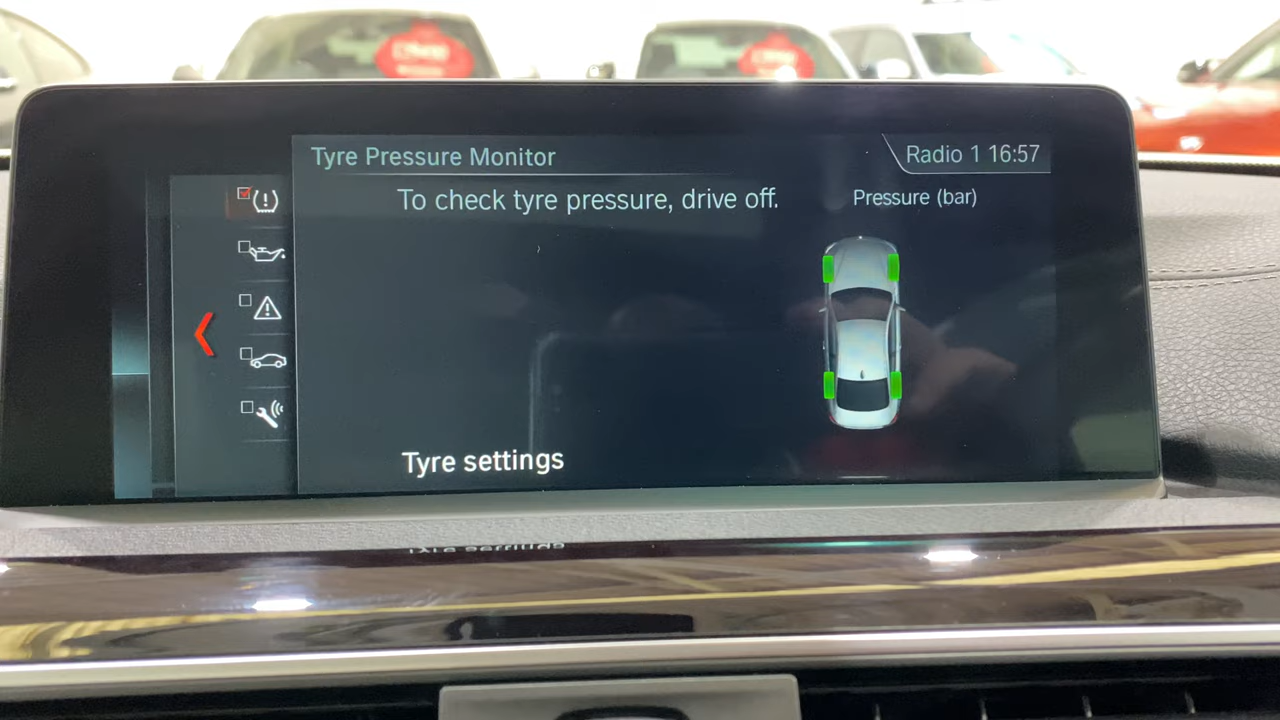 Tyre Pressure Monitor
Radio 1 16:57
To check tyre pressure, drive off.
Pressure (bar)
Tyre settings